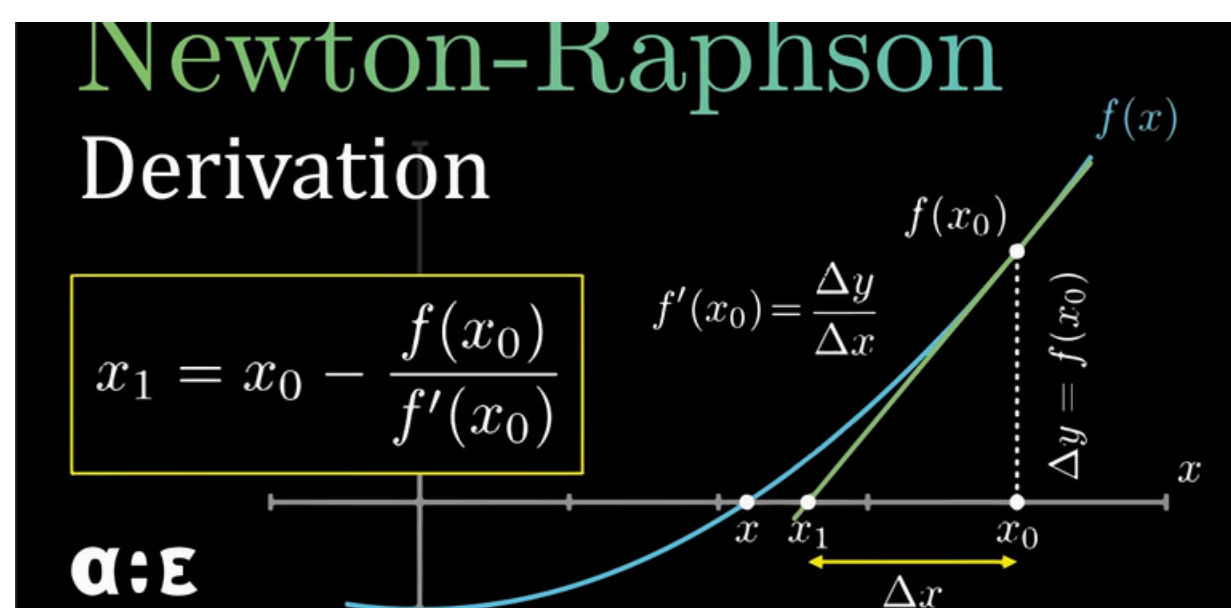 Newton-Raphson
Derivation
f(x)
f(x₀)
f′(x₀) = Δy/Δx
Δy = f(x₀)
x₁ = x₀ − f(x₀)/f′(x₀)
x
x x₁ x₀
Δx
α:ε